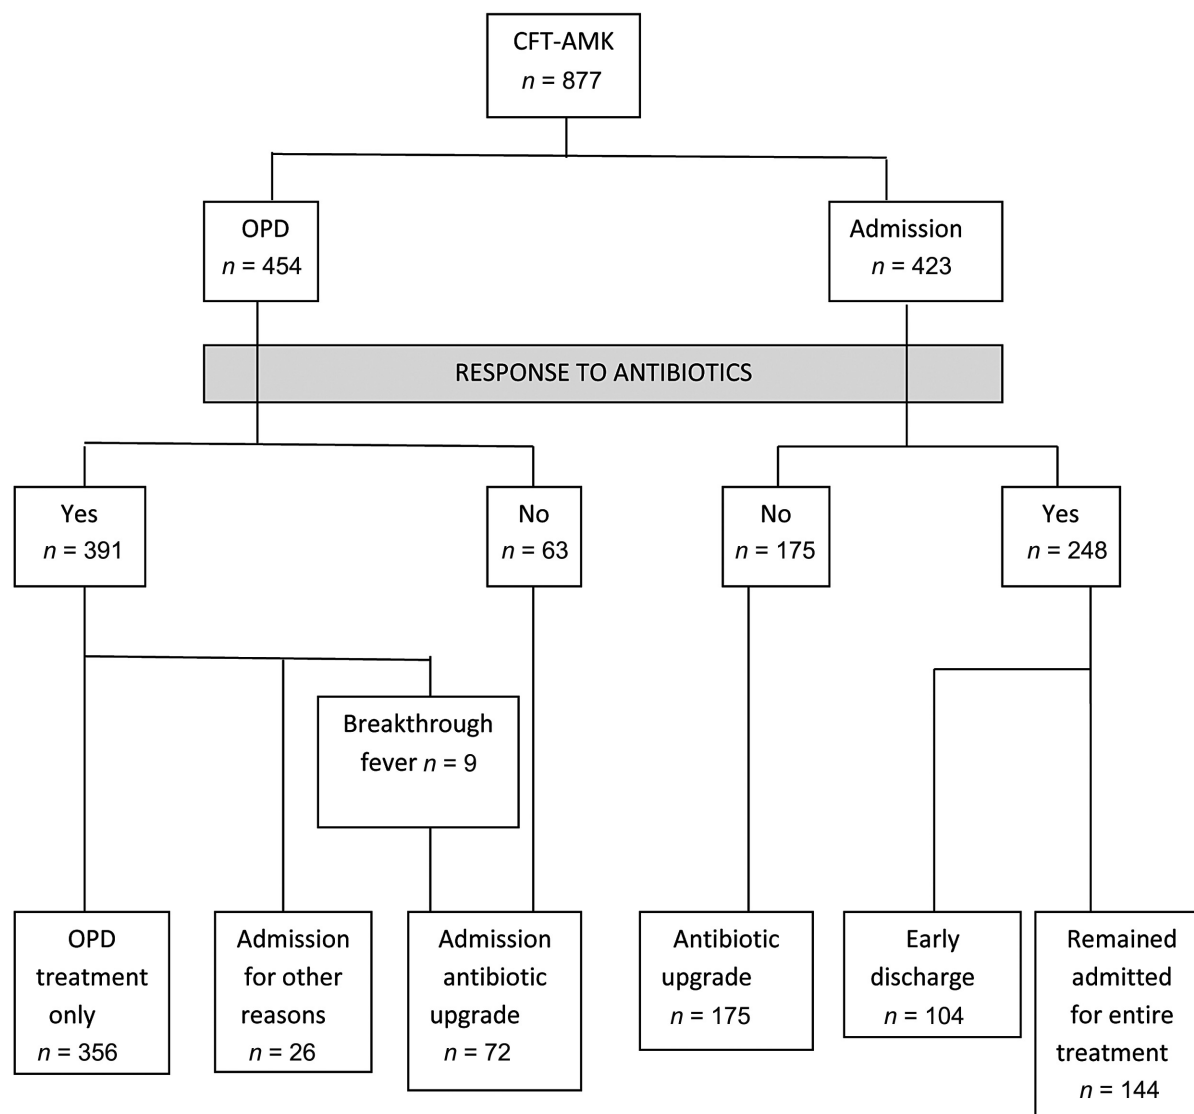 CFT-AMK
n = 877
OPD
n = 454
Admission
n = 423
RESPONSE TO ANTIBIOTICS
Yes
n = 391
No
n = 63
No
n = 175
Yes
n = 248
Breakthrough
fever n = 9
OPD
treatment
only
n = 356
Admission
for other
reasons
n = 26
Admission
antibiotic
upgrade
n = 72
Antibiotic
upgrade
n = 175
Early
discharge
n = 104
Remained
admitted
for entire
treatment
n = 144